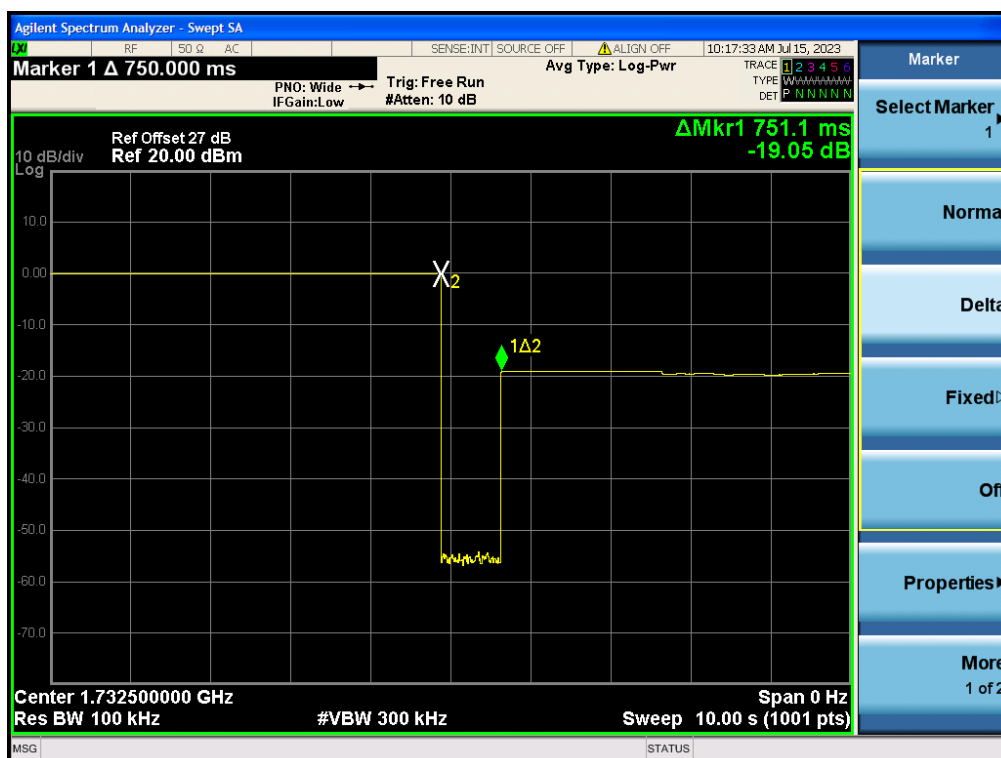 Agilent Spectrum Analyzer - Swept SA
LXI RF 50 Ω AC SENSE:INT SOURCE OFF ALIGN OFF 10:17:33 AM Jul 15, 2023
Marker 1 Δ 750.000 ms
PNO: Wide
IFGain:Low
Trig: Free Run
#Atten: 10 dB
Avg Type: Log-Pwr
TRACE 1 2 3 4 5 6
TYPE W
DET P N N N N N
Ref Offset 27 dB
10 dB/div Ref 20.00 dBm
Log
ΔMkr1 751.1 ms
-19.05 dB
10.0
0.00
-10.0
-20.0
-30.0
-40.0
-50.0
-60.0
-70.0
2
1Δ2
Center 1.732500000 GHz Span 0 Hz
Res BW 100 kHz #VBW 300 kHz Sweep 10.00 s (1001 pts)
MSG STATUS
Marker
Select Marker
1
Norma
Delta
Fixed
Off
Properties
More
1 of 2